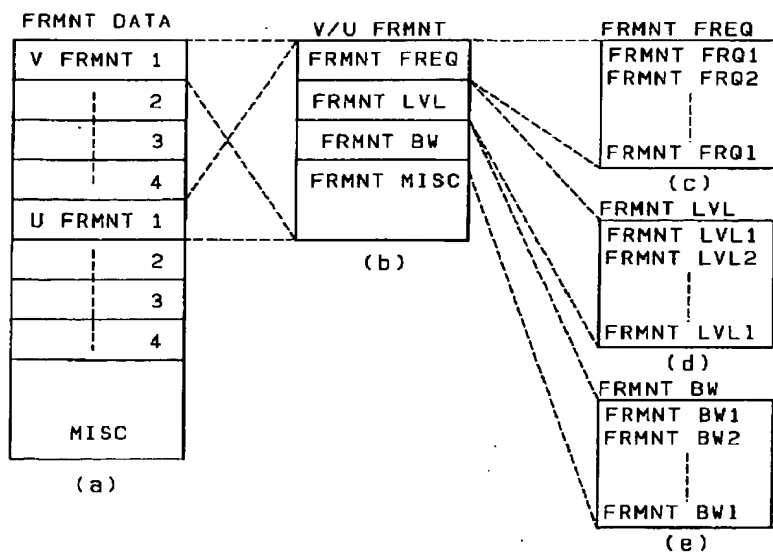 FRMNT DATA
V FRMNT 1
2
3
4
U FRMNT 1
2
3
4
MISC
(a)
V/U FRMNT
FRMNT FREQ
FRMNT LVL
FRMNT BW
FRMNT MISC
(b)
FRMNT FREQ
FRMNT FRQ1
FRMNT FRQ2
FRMNT FRQ1
(c)
FRMNT LVL
FRMNT LVL1
FRMNT LVL2
FRMNT LVL1
(d)
FRMNT BW
FRMNT BW1
FRMNT BW2
FRMNT BW1
(e)